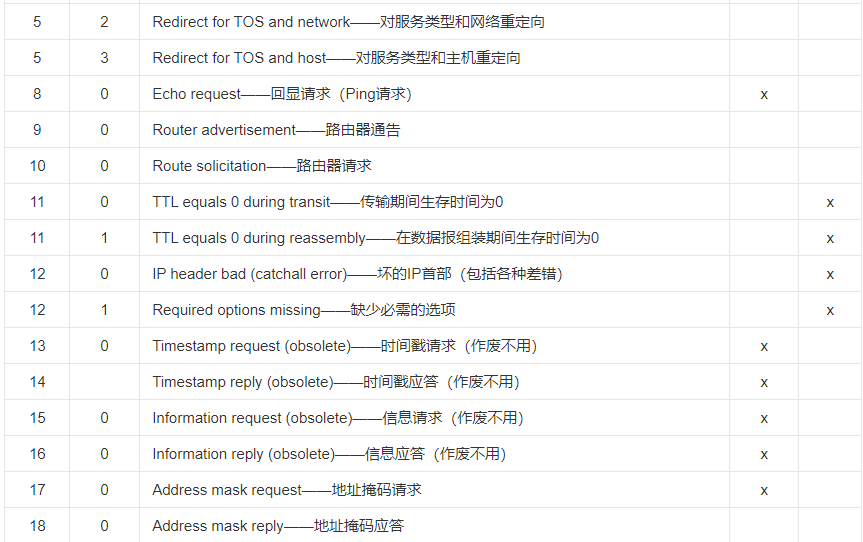 5 2 Redirect for TOS and network——对服务类型和网络重定向
5 3 Redirect for TOS and host——对服务类型和主机重定向
8 0 Echo request——回显请求（Ping请求） x
9 0 Router advertisement——路由器通告
10 0 Route solicitation——路由器请求
11 0 TTL equals 0 during transit——传输期间生存时间为0 x
11 1 TTL equals 0 during reassembly——在数据报组装期间生存时间为0 x
12 0 IP header bad (catchall error)——坏的IP首部（包括各种差错） x
12 1 Required options missing——缺少必需的选项 x
13 0 Timestamp request (obsolete)——时间戳请求（作废不用） x
14 Timestamp reply (obsolete)——时间戳应答（作废不用） x
15 0 Information request (obsolete)——信息请求（作废不用） x
16 0 Information reply (obsolete)——信息应答（作废不用） x
17 0 Address mask request——地址掩码请求 x
18 0 Address mask reply——地址掩码应答